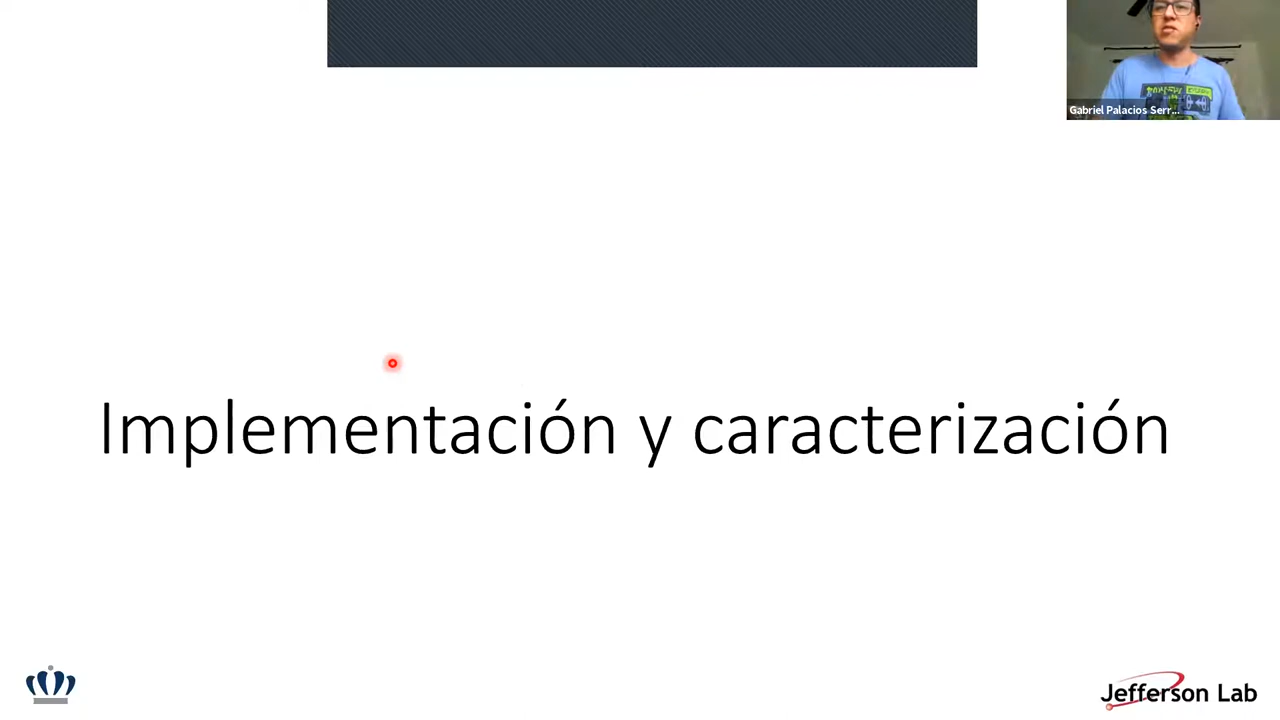 Gabriel Palacios Serr...
Implementación y caracterización
Jefferson Lab